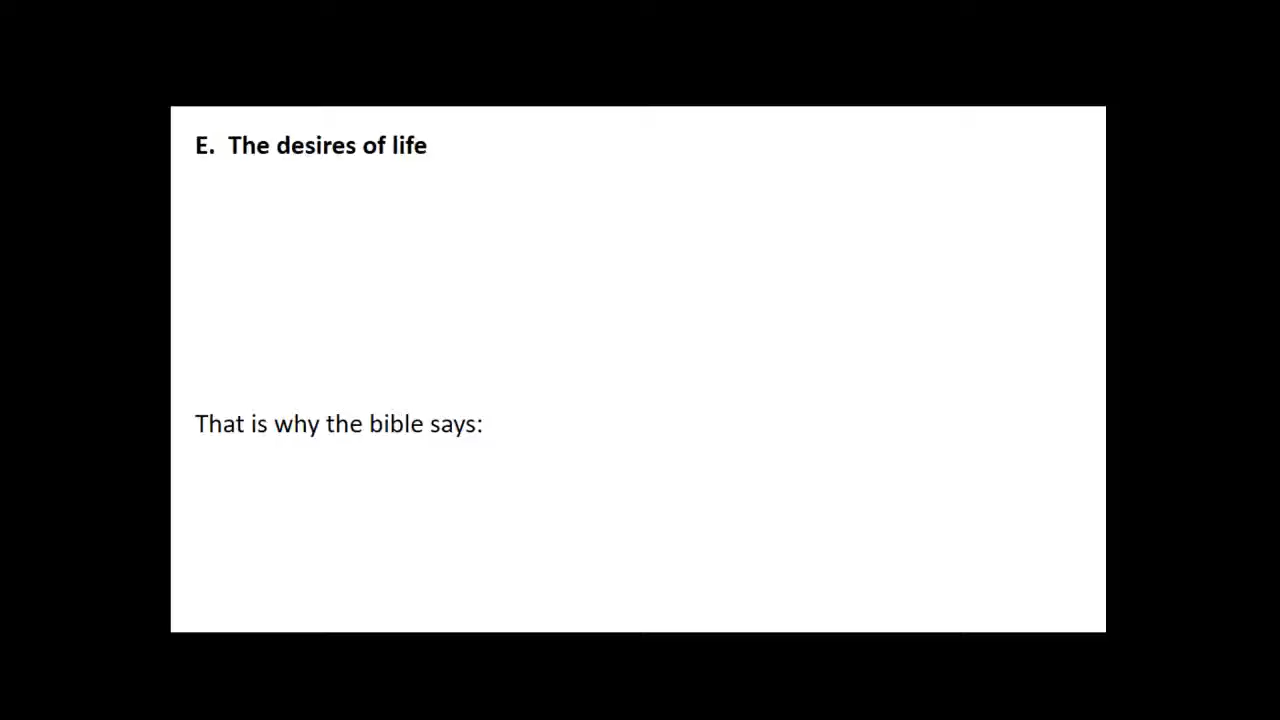 E. The desires of life
That is why the bible says: